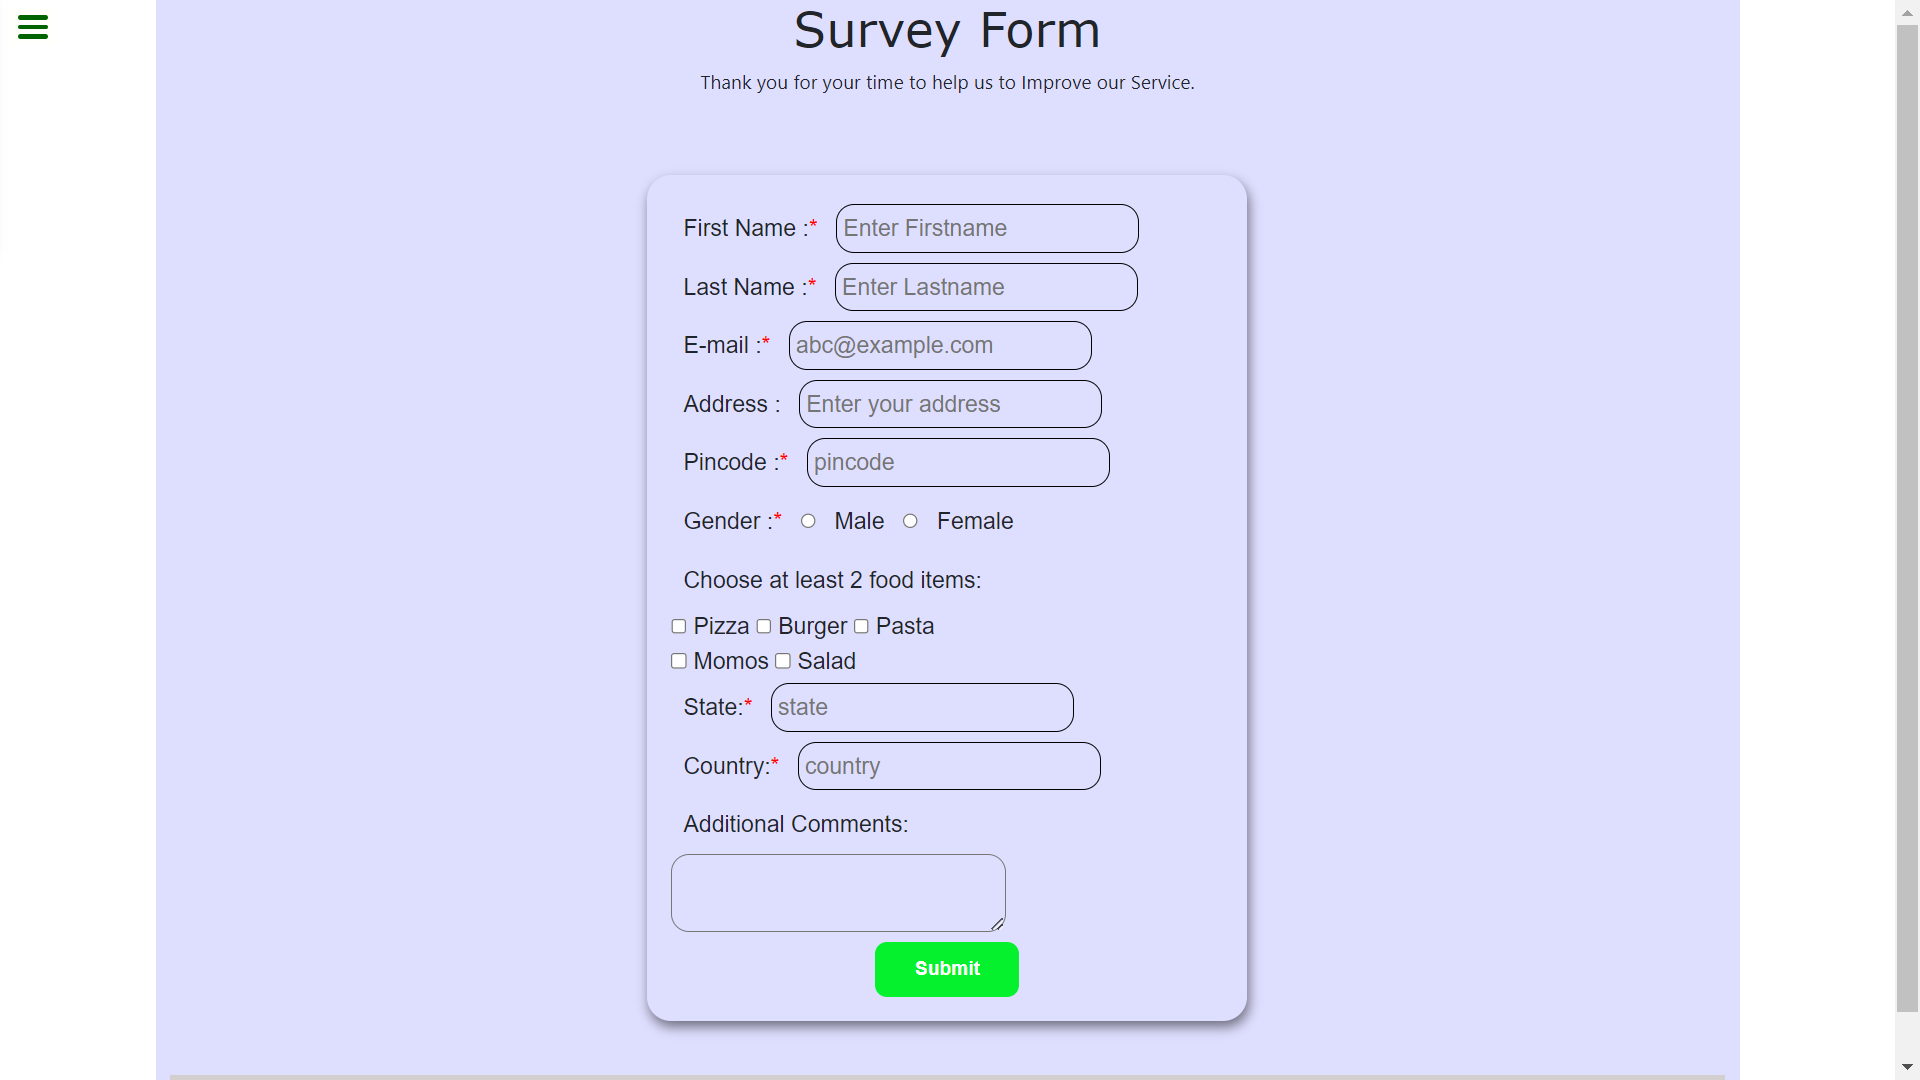 Survey Form
Thank you for your time to help us to Improve our Service.
First Name :* Enter Firstname
Last Name :* Enter Lastname
E-mail :* abc@example.com
Address : Enter your address
Pincode :* pincode
Gender :* Male Female
Choose at least 2 food items:
Pizza Burger Pasta
Momos Salad
State:* state
Country:* country
Additional Comments:
Submit